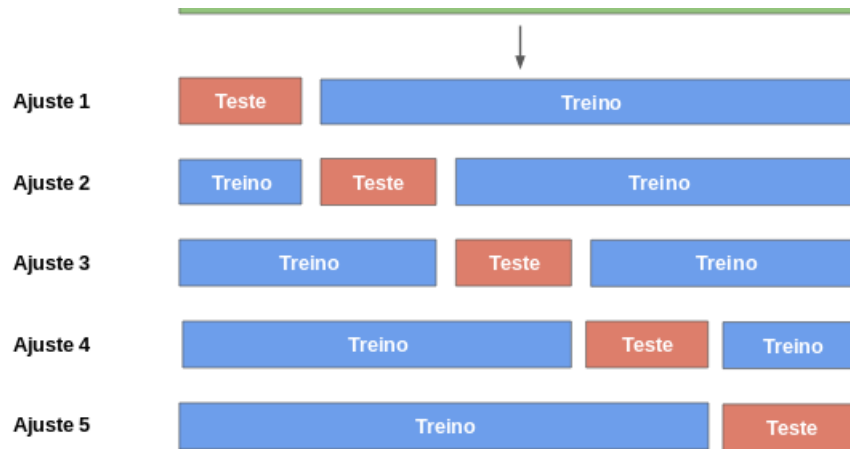 Ajuste 1 Teste Treino
Ajuste 2 Treino Teste Treino
Ajuste 3 Treino Teste Treino
Ajuste 4 Treino Teste Treino
Ajuste 5 Treino Teste